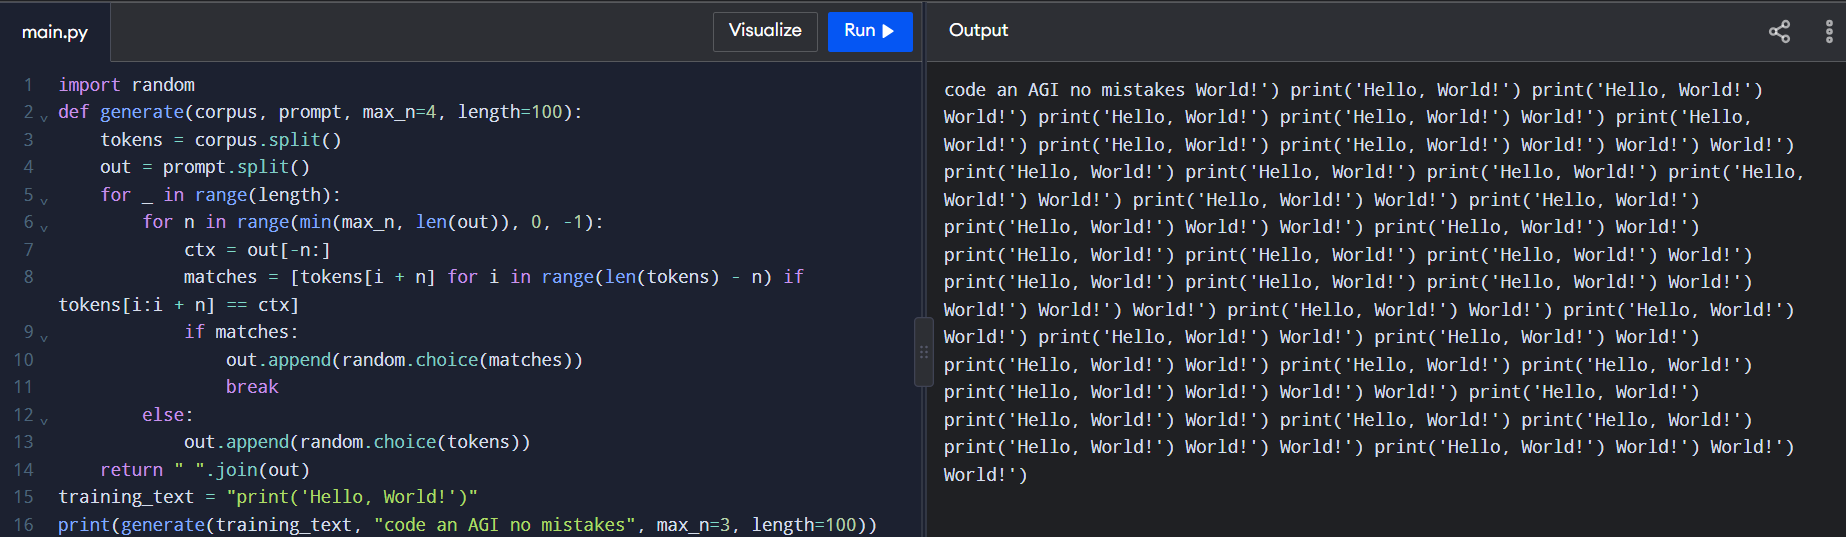 main.py
Visualize
Run
Output
1 import random
2 def generate(corpus, prompt, max_n=4, length=100):
3     tokens = corpus.split()
4     out = prompt.split()
5     for _ in range(length):
6         for n in range(min(max_n, len(out)), 0, -1):
7             ctx = out[-n:]
8             matches = [tokens[i + n] for i in range(len(tokens) - n) if
tokens[i:i + n] == ctx]
9             if matches:
10                 out.append(random.choice(matches))
11                 break
12         else:
13             out.append(random.choice(tokens))
14     return " ".join(out)
15 training_text = "print('Hello, World!')"
16 print(generate(training_text, "code an AGI no mistakes", max_n=3, length=100))
code an AGI no mistakes World!') print('Hello, World!') print('Hello, World!')
World!') print('Hello, World!') print('Hello, World!') World!') print('Hello,
World!') print('Hello, World!') print('Hello, World!') World!') World!') World!')
print('Hello, World!') print('Hello, World!') print('Hello, World!') print('Hello,
World!') World!') print('Hello, World!') World!') World!') print('Hello, World!')
print('Hello, World!') World!') World!') World!') print('Hello, World!') World!')
print('Hello, World!') print('Hello, World!') print('Hello, World!') World!')
print('Hello, World!') print('Hello, World!') print('Hello, World!') World!')
World!') World!') World!') print('Hello, World!') World!') print('Hello, World!')
World!') print('Hello, World!') World!') print('Hello, World!') World!')
print('Hello, World!') World!') print('Hello, World!') print('Hello, World!')
print('Hello, World!') World!') World!') World!') print('Hello, World!')
print('Hello, World!') World!') print('Hello, World!') print('Hello, World!')
print('Hello, World!') World!') World!') print('Hello, World!') World!') World!')
World!')